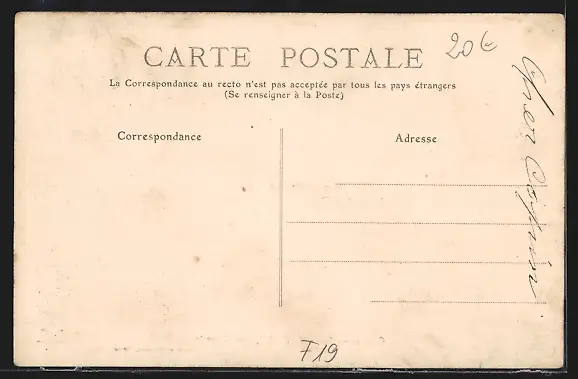 CARTE POSTALE
20€
La Correspondance au recto n'est pas acceptée par tous les pays étrangers
(Se renseigner à la Poste)
Correspondance
Adresse
F19